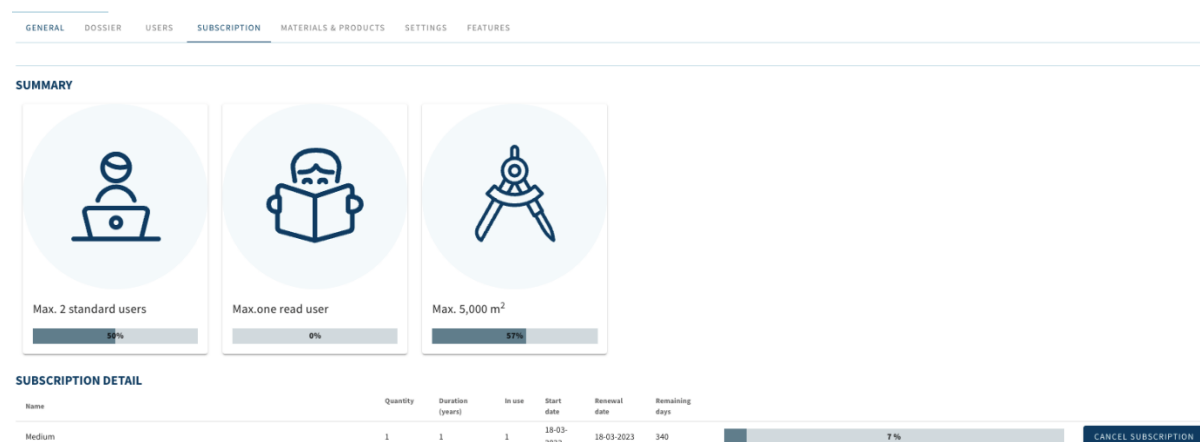 GENERAL DOSSIER USERS SUBSCRIPTION MATERIALS & PRODUCTS SETTINGS FEATURES
SUMMARY
Max. 2 standard users
50%
Max.one read user
0%
Max. 5,000 m²
57%
SUBSCRIPTION DETAIL
Name Quantity Duration (years) In use Start date Renewal date Remaining days
Medium 1 1 1 18-03- 18-03-2023 340 7 % CANCEL SUBSCRIPTION